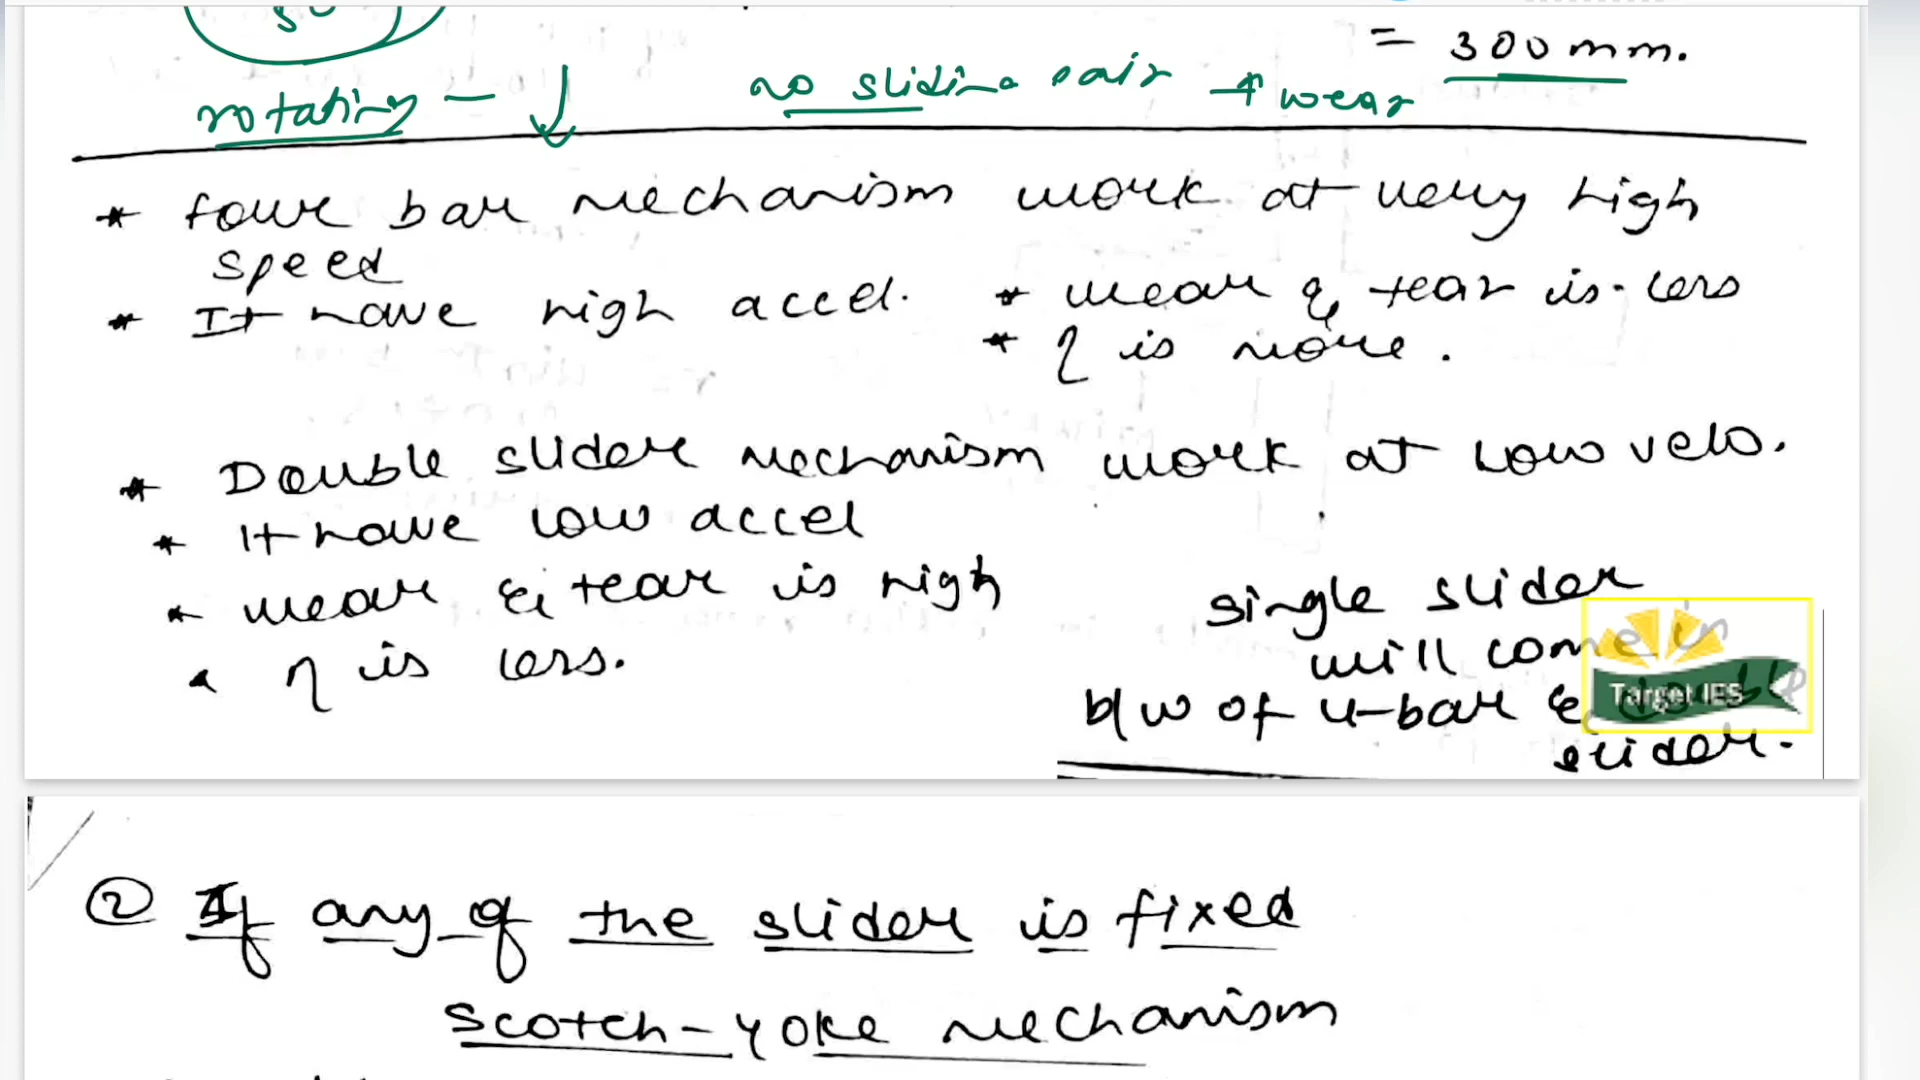 = 300 mm.
rotating - ↓ no sliding pair → wear
* four bar mechanism work at very high
speed
* It have high accel. * wear & tear is less
* η is more.
* Double slider mechanism work at low velo.
* It have low accel
* wear & tear is high
* η is less.
single slider
will come in
b/w of 4-bar & double
slider.
Target IES
② If any of the slider is fixed
Scotch-yoke mechanism